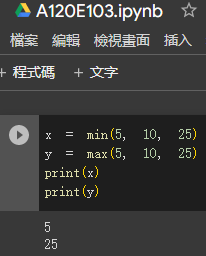 A120E103.ipynb
檔案 編輯 檢視畫面 插入
+ 程式碼 + 文字
x = min(5, 10, 25)
y = max(5, 10, 25)
print(x)
print(y)
5
25